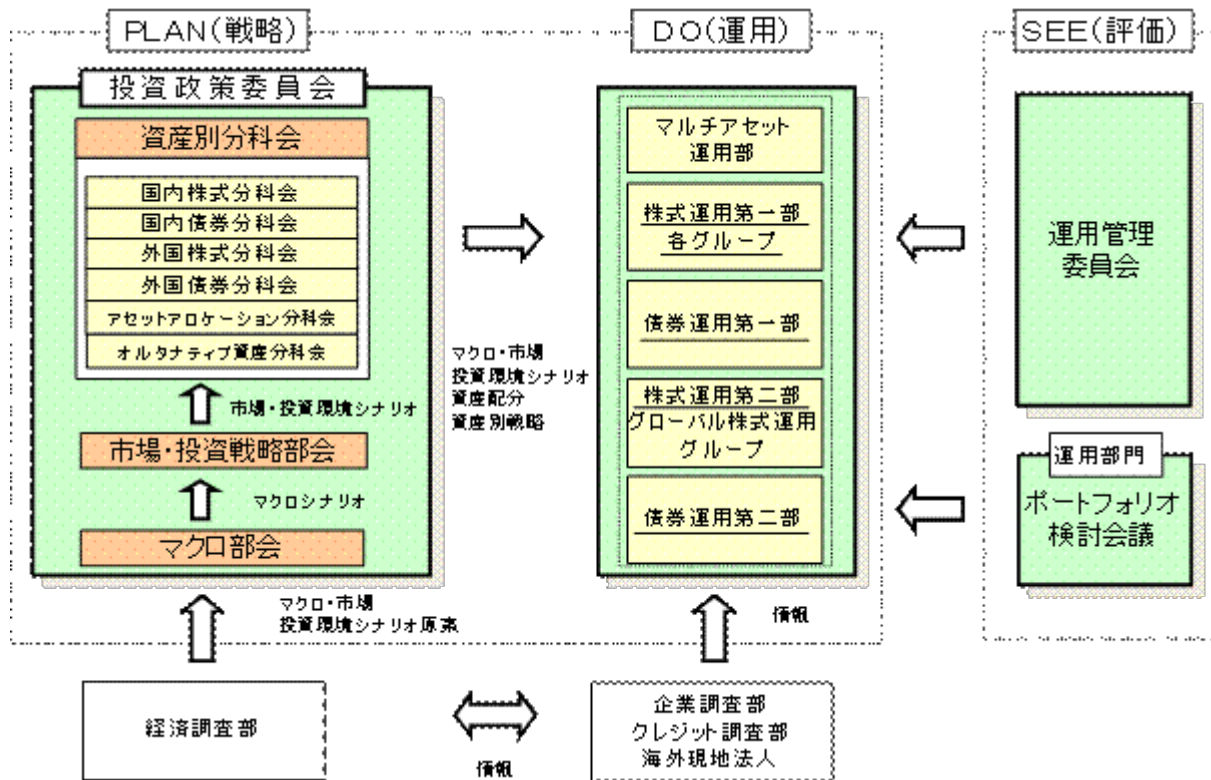 PLAN(戦略)
投資政策委員会
資産別分科会
国内株式分科会
国内債券分科会
外国株式分科会
外国債券分科会
アセットアロケーション分科会
オルタナティブ資産分科会
市場・投資環境シナリオ
市場・投資戦略部会
マクロシナリオ
マクロ部会
マクロ・市場
投資環境シナリオ
資産配分
資産別戦略
DO(運用)
マルチアセット
運用部
株式運用第一部
各グループ
債券運用第一部
株式運用第二部
グローバル株式運用
グループ
債券運用第二部
SEE(評価)
運用管理
委員会
運用部門
ポートフォリオ
検討会議
マクロ・市場
投資環境シナリオ原案
情報
経済調査部
情報
企業調査部
クレジット調査部
海外現地法人